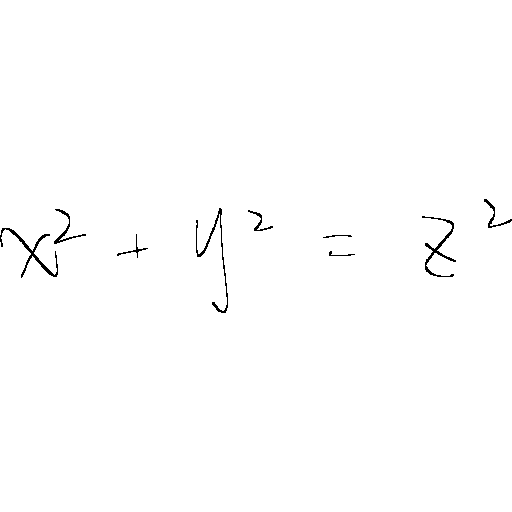 x² + y² = z²